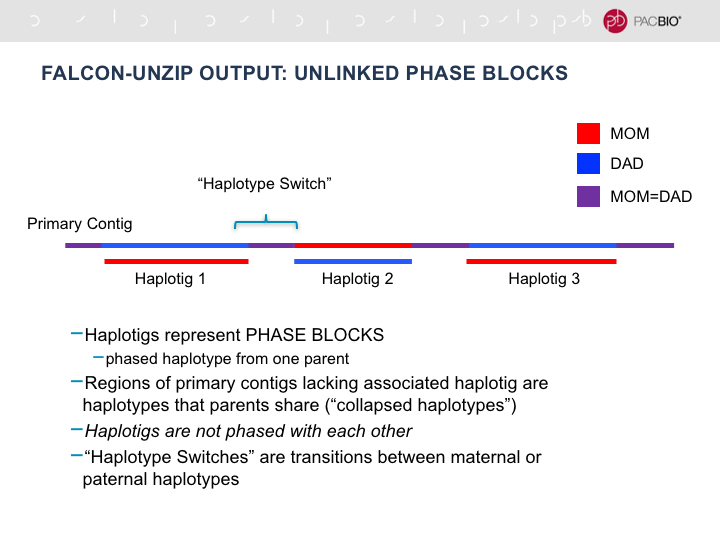 PACBIO®
FALCON-UNZIP OUTPUT: UNLINKED PHASE BLOCKS
MOM
DAD
MOM=DAD
“Haplotype Switch”
Primary Contig
Haplotig 1
Haplotig 2
Haplotig 3
–Haplotigs represent PHASE BLOCKS
–phased haplotype from one parent
–Regions of primary contigs lacking associated haplotig are
haplotypes that parents share (“collapsed haplotypes”)
–Haplotigs are not phased with each other
–“Haplotype Switches” are transitions between maternal or
paternal haplotypes